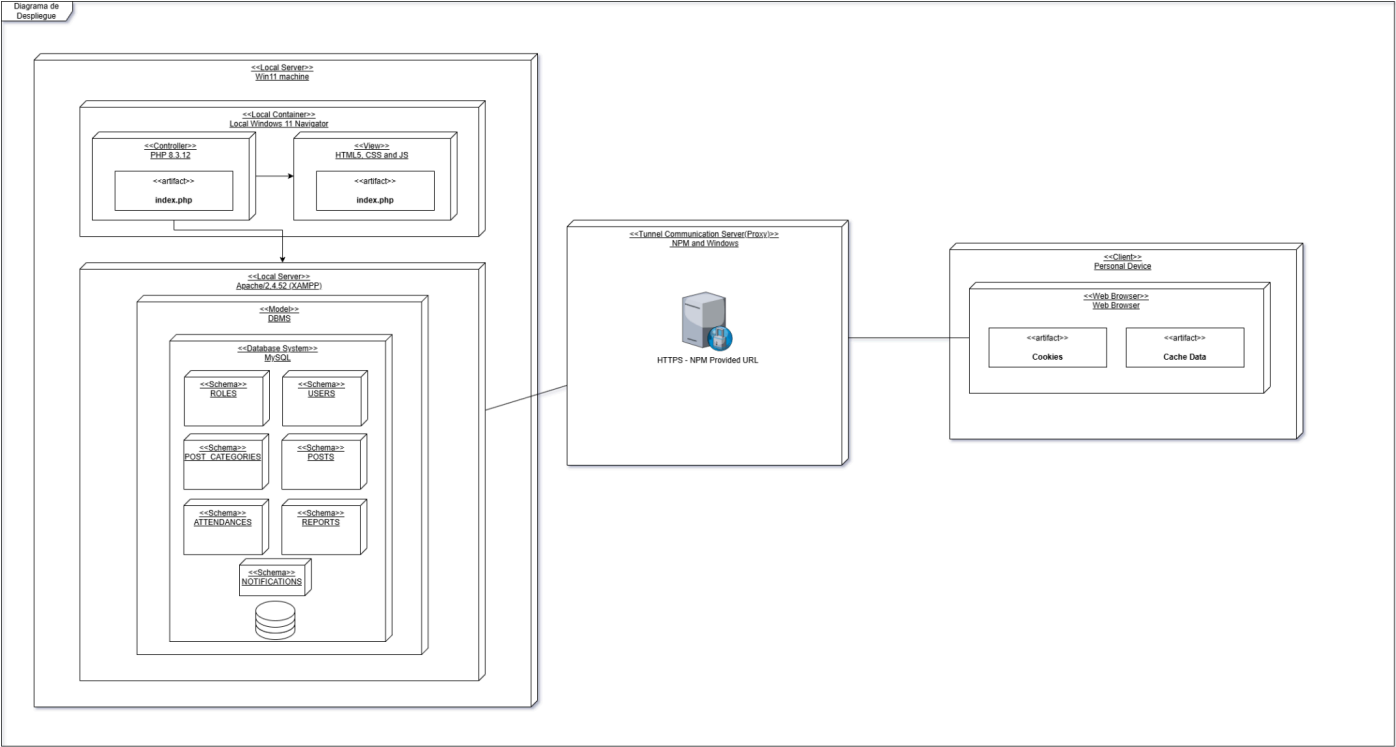 Diagrama de
Despliegue
<<Local Server>>
Win11 machine
<<Local Container>>
Local Windows 11 Navigator
<<Controller>>
PHP 8.3.12
<<artifact>>
index.php
<<View>>
HTML5, CSS and JS
<<artifact>>
index.php
<<Local Server>>
Apache/2,4.52 (XAMPP)
<<Model>>
DBMS
<<Database System>>
MySQL
<<Schema>>
ROLES
<<Schema>>
USERS
<<Schema>>
POST_CATEGORIES
<<Schema>>
POSTS
<<Schema>>
ATTENDANCES
<<Schema>>
REPORTS
<<Schema>>
NOTIFICATIONS
<<Tunnel Communication Server(Proxy)>>
NPM and Windows
HTTPS - NPM Provided URL
<<Client>>
Personal Device
<<Web Browser>>
Web Browser
<<artifact>>
Cookies
<<artifact>>
Cache Data